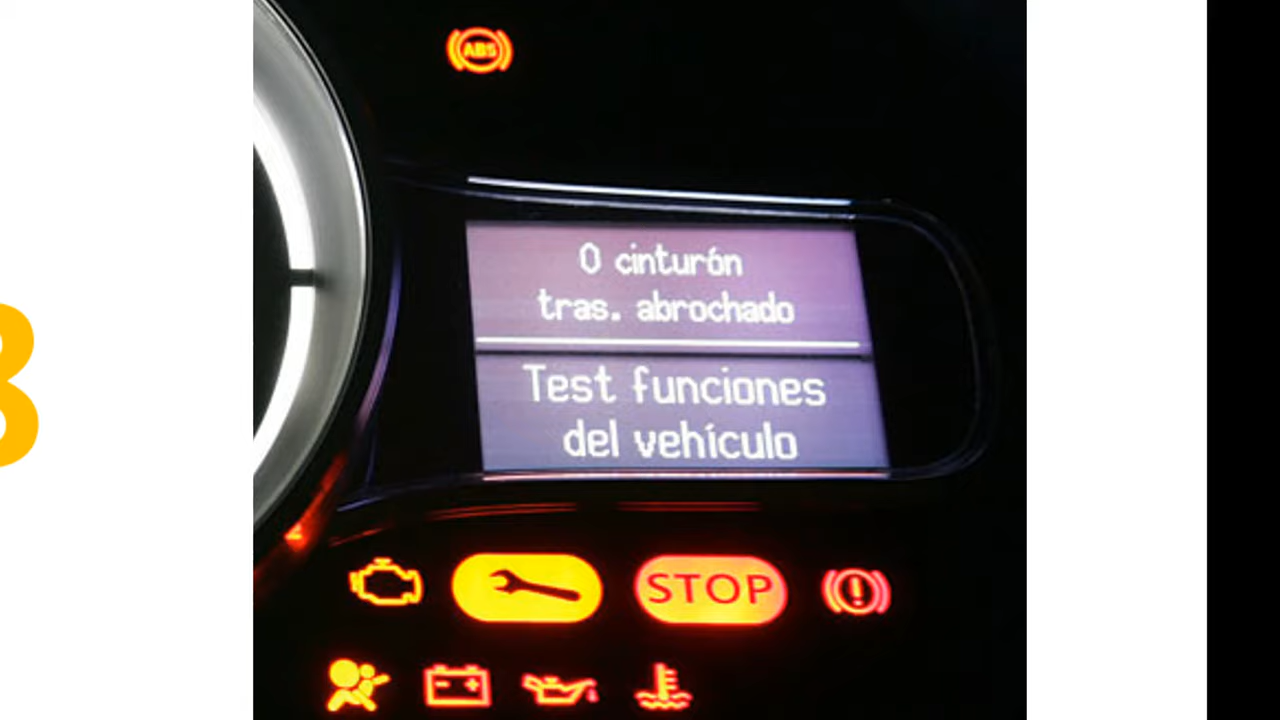 ABS
0 cinturón
tras. abrochado
Test funciones
del vehículo
STOP